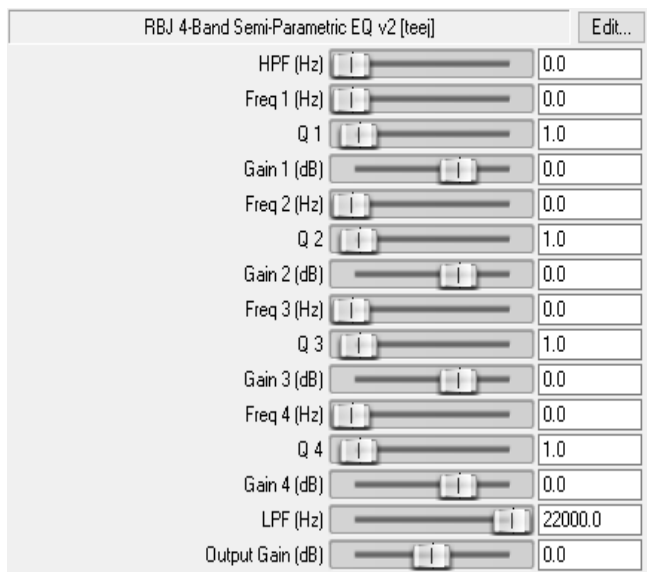 RBJ 4-Band Semi-Parametric EQ v2 [teej] Edit...
HPF (Hz) 0.0
Freq 1 (Hz) 0.0
Q 1 1.0
Gain 1 (dB) 0.0
Freq 2 (Hz) 0.0
Q 2 1.0
Gain 2 (dB) 0.0
Freq 3 (Hz) 0.0
Q 3 1.0
Gain 3 (dB) 0.0
Freq 4 (Hz) 0.0
Q 4 1.0
Gain 4 (dB) 0.0
LPF (Hz) 22000.0
Output Gain (dB) 0.0